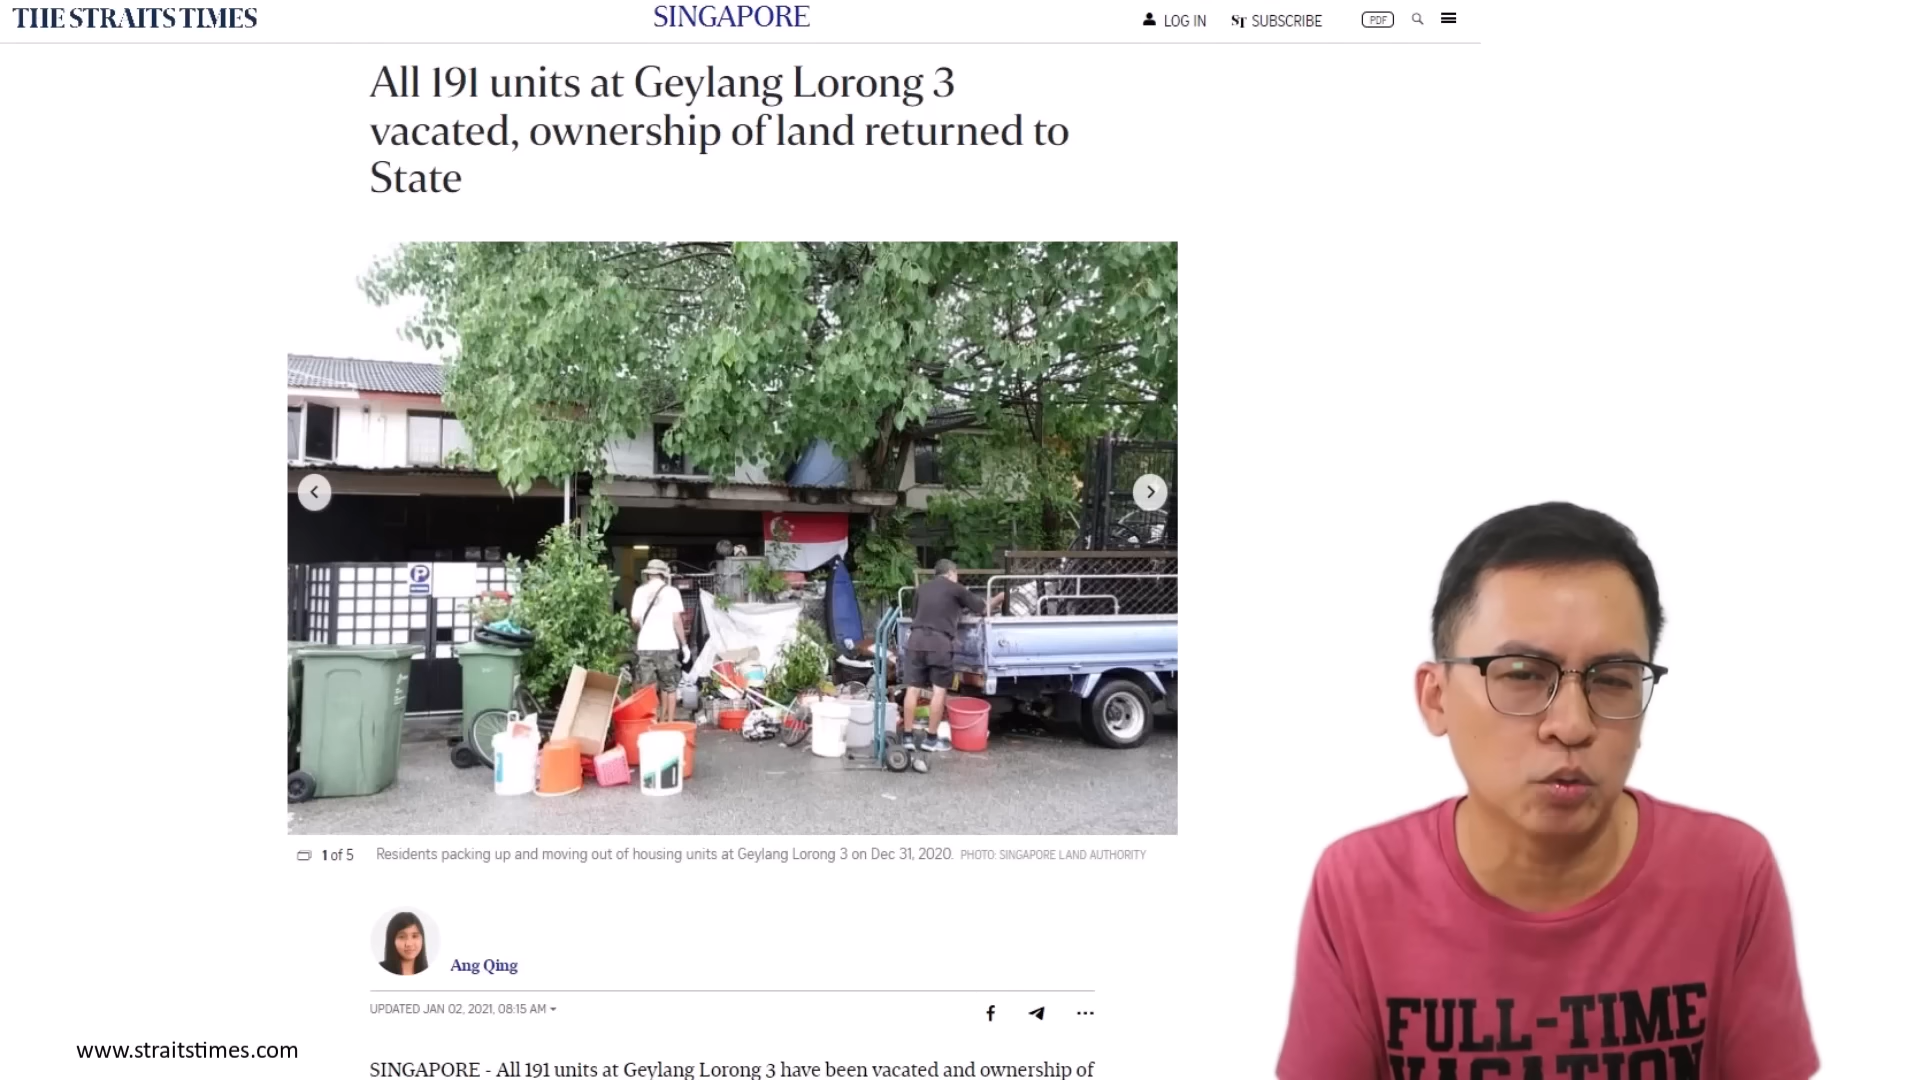 THE STRAITS TIMES
SINGAPORE
LOG IN
ST SUBSCRIBE
PDF
All 191 units at Geylang Lorong 3
vacated, ownership of land returned to
State
P
1 of 5
Residents packing up and moving out of housing units at Geylang Lorong 3 on Dec 31, 2020. PHOTO: SINGAPORE LAND AUTHORITY
Ang Qing
UPDATED JAN 02, 2021, 08:15 AM
www.straitstimes.com
SINGAPORE - All 191 units at Geylang Lorong 3 have been vacated and ownership of
FULL-TIME
VACATION